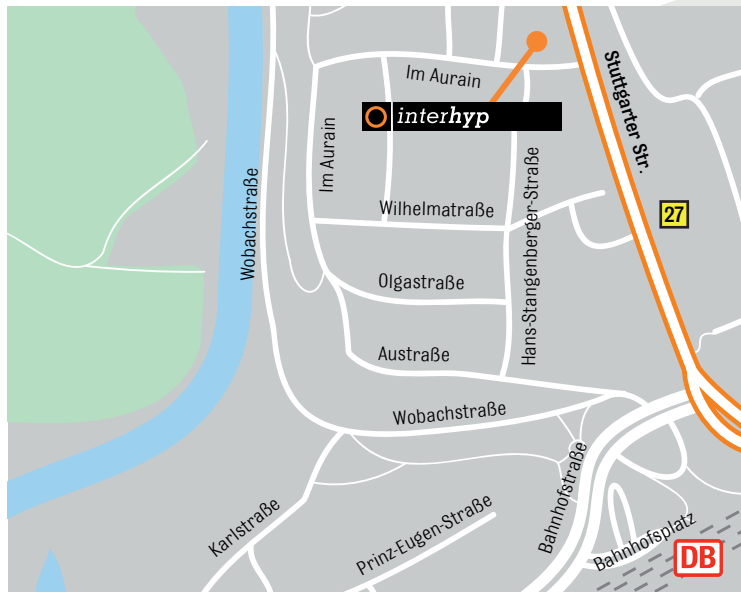 Stuttgarter Str.
Im Aurain
interhyp
Im Aurain
Hans-Stangenberger-Straße
Wobachstraße
Wilhelmatraße
27
Olgastraße
Austraße
Wobachstraße
Bahnhofstraße
Karlstraße
Prinz-Eugen-Straße
Bahnhofsplatz
DB